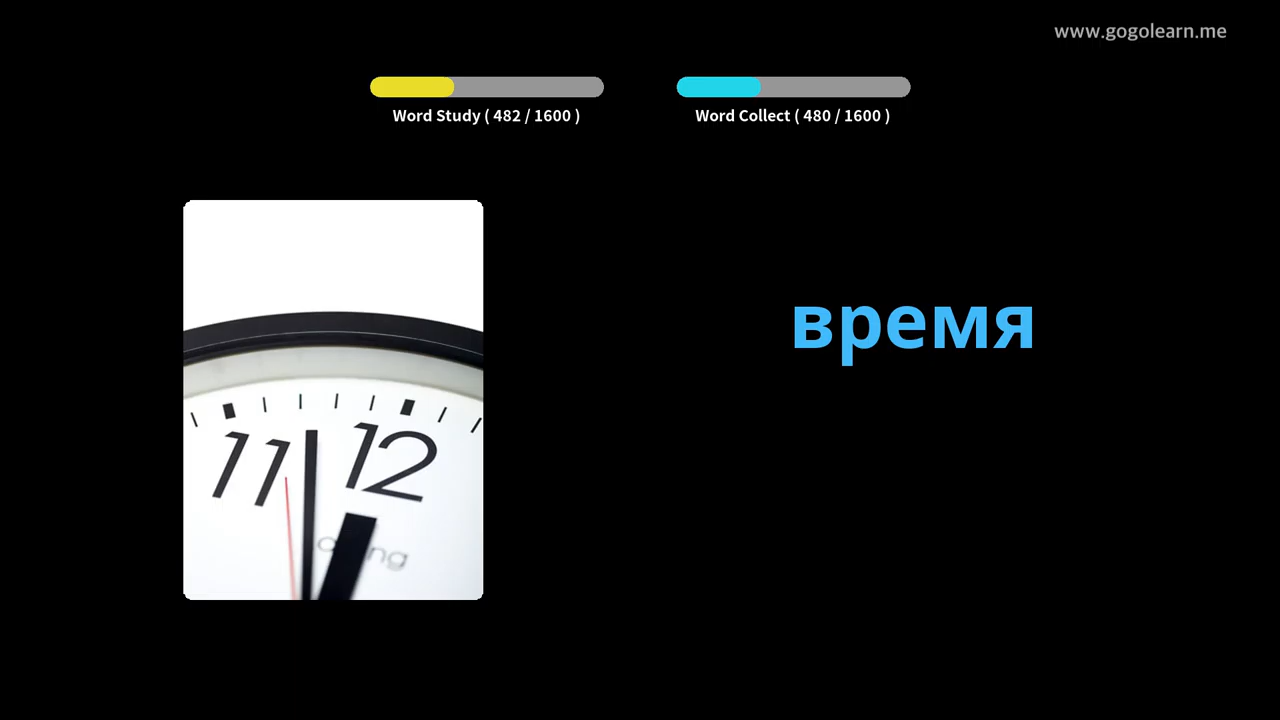 www.gogolearn.me
Word Study ( 482 / 1600 )
Word Collect ( 480 / 1600 )
время
11 12